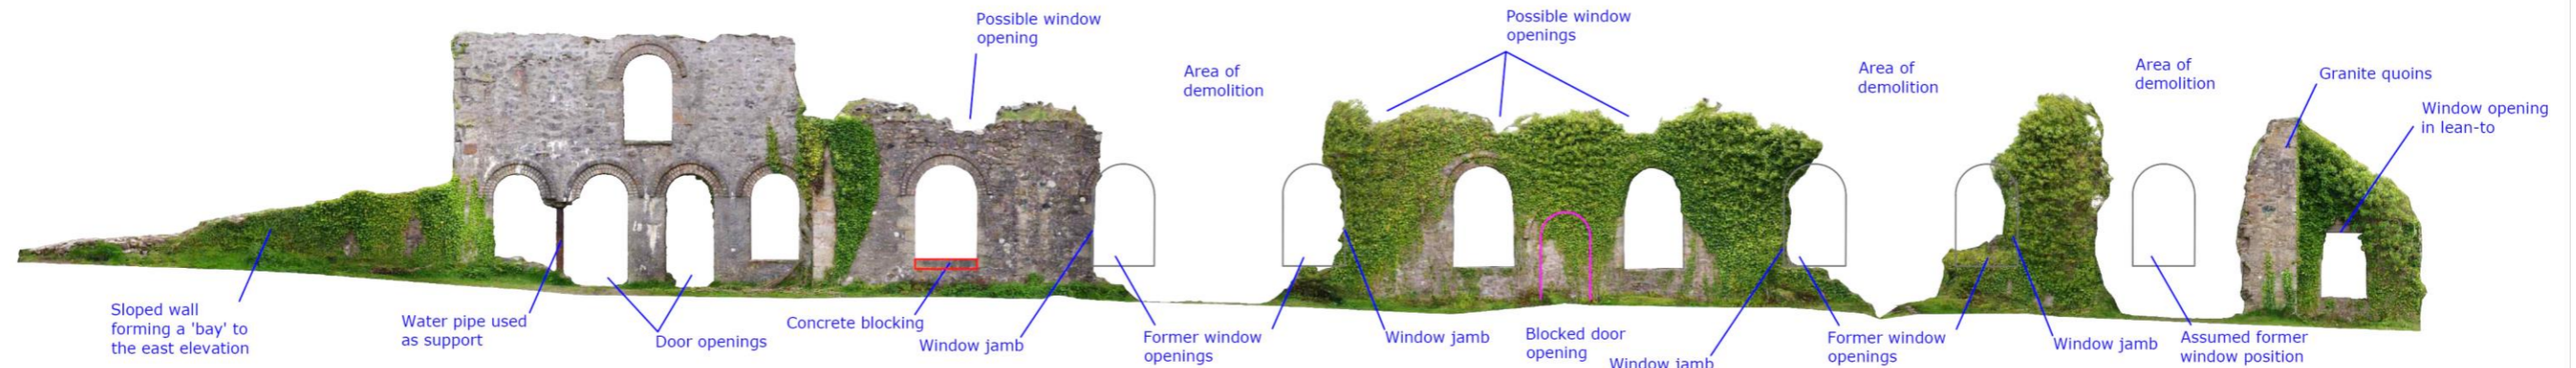 Possible window
opening
Area of
demolition
Possible window
openings
Area of
demolition
Area of
demolition
Granite quoins
Window opening
in lean-to
Sloped wall
forming a 'bay' to
the east elevation
Water pipe used
as support
Door openings
Concrete blocking
Window jamb
Former window
openings
Window jamb
Blocked door
opening
Window jamb
Former window
openings
Window jamb
Assumed former
window position